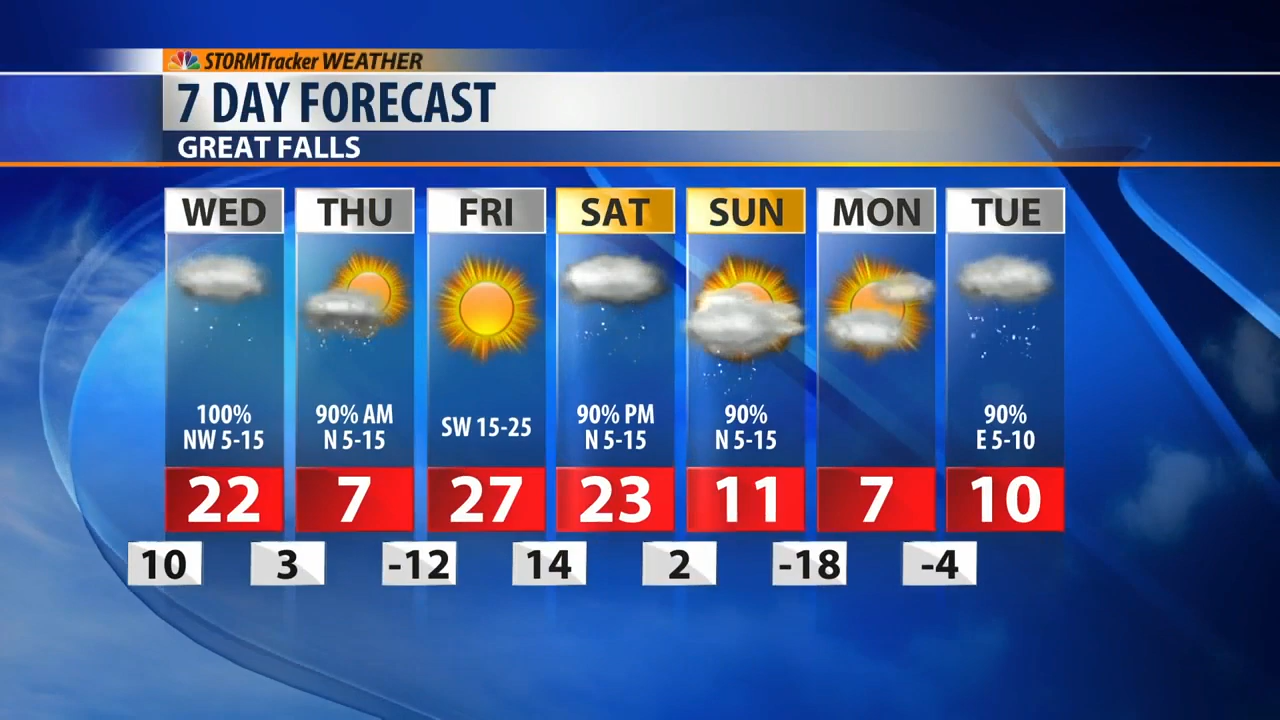 STORMTracker WEATHER
7 DAY FORECAST
GREAT FALLS
WED THU FRI SAT SUN MON TUE
100% 90% AM SW 15-25 90% PM 90% 90%
NW 5-15 N 5-15 N 5-15 N 5-15 E 5-10
22 7 27 23 11 7 10
10 3 -12 14 2 -18 -4